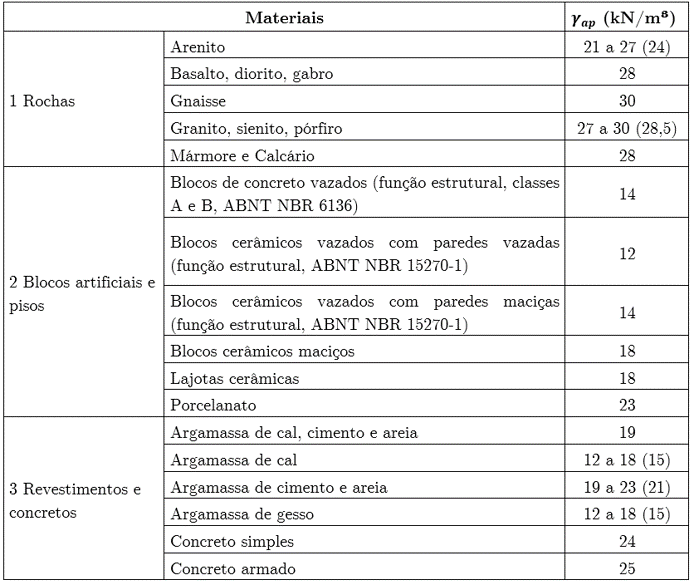 Materiais γap (kN/m³)
1 Rochas
Arenito 21 a 27 (24)
Basalto, diorito, gabro 28
Gnaisse 30
Granito, sienito, pórfiro 27 a 30 (28,5)
Mármore e Calcário 28
2 Blocos artificiais e
pisos
Blocos de concreto vazados (função estrutural, classes
A e B, ABNT NBR 6136) 14
Blocos cerâmicos vazados com paredes vazadas
(função estrutural, ABNT NBR 15270-1) 12
Blocos cerâmicos vazados com paredes maciças
(função estrutural, ABNT NBR 15270-1) 14
Blocos cerâmicos maciços 18
Lajotas cerâmicas 18
Porcelanato 23
3 Revestimentos e
concretos
Argamassa de cal, cimento e areia 19
Argamassa de cal 12 a 18 (15)
Argamassa de cimento e areia 19 a 23 (21)
Argamassa de gesso 12 a 18 (15)
Concreto simples 24
Concreto armado 25